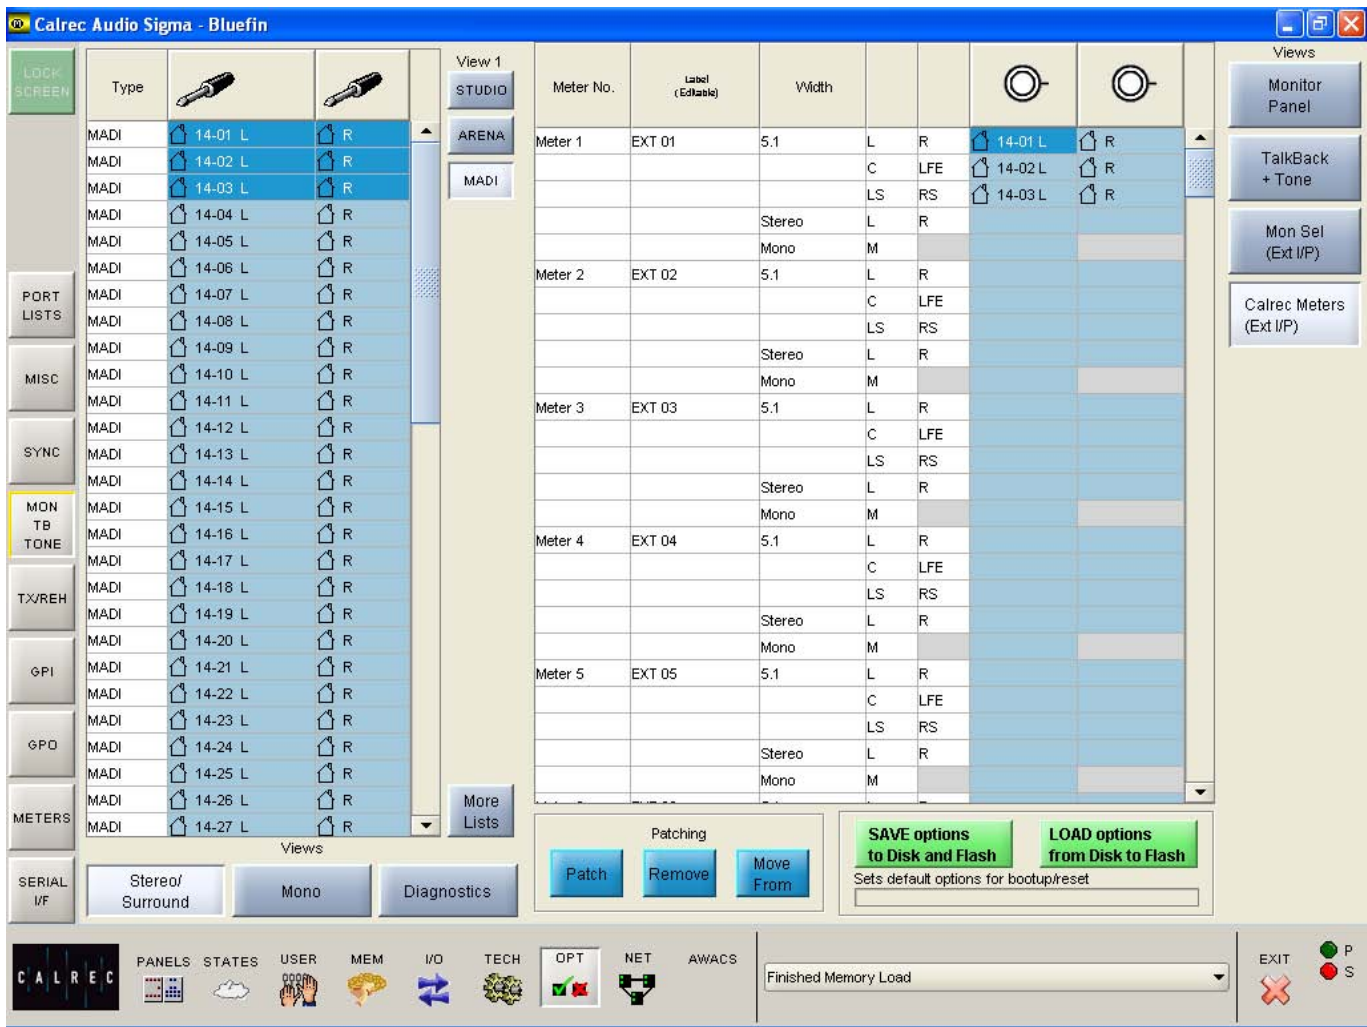 Calrec Audio Sigma - Bluefin
LOCK
SCREEN
PORT
LISTS
MISC
SYNC
MON
TB
TONE
TX/REH
GPI
GPO
METERS
SERIAL
I/F
Type
MADI 14-01 L R
MADI 14-02 L R
MADI 14-03 L R
MADI 14-04 L R
MADI 14-05 L R
MADI 14-06 L R
MADI 14-07 L R
MADI 14-08 L R
MADI 14-09 L R
MADI 14-10 L R
MADI 14-11 L R
MADI 14-12 L R
MADI 14-13 L R
MADI 14-14 L R
MADI 14-15 L R
MADI 14-16 L R
MADI 14-17 L R
MADI 14-18 L R
MADI 14-19 L R
MADI 14-20 L R
MADI 14-21 L R
MADI 14-22 L R
MADI 14-23 L R
MADI 14-24 L R
MADI 14-25 L R
MADI 14-26 L R
MADI 14-27 L R
Views
Stereo/
Surround
Mono
Diagnostics
View 1
STUDIO
ARENA
MADI
More
Lists
Meter No. Label (Editable) Width
Meter 1 EXT 01 5.1 L R 14-01 L R
C LFE 14-02 L R
LS RS 14-03 L R
Stereo L R
Mono M
Meter 2 EXT 02 5.1 L R
C LFE
LS RS
Stereo L R
Mono M
Meter 3 EXT 03 5.1 L R
C LFE
LS RS
Stereo L R
Mono M
Meter 4 EXT 04 5.1 L R
C LFE
LS RS
Stereo L R
Mono M
Meter 5 EXT 05 5.1 L R
C LFE
LS RS
Stereo L R
Mono M
Patching
Patch
Remove
Move
From
SAVE options
to Disk and Flash
LOAD options
from Disk to Flash
Sets default options for bootup/reset
Views
Monitor
Panel
TalkBack
+ Tone
Mon Sel
(Ext I/P)
Calrec Meters
(Ext I/P)
CALREC
PANELS
STATES
USER
MEM
I/O
TECH
OPT
NET
AWACS
Finished Memory Load
EXIT
P
S